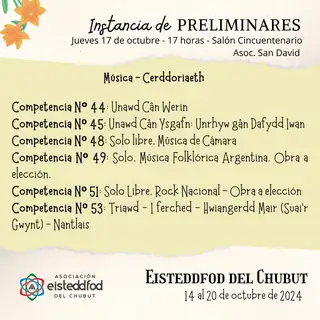 Instancia de PRELIMINARES
Jueves 17 de octubre - 17 horas - Salón Cincuentenario
Asoc. San David
Música - Cerddoriaeth
Competencia Nº 44: Unawd Cân Werin
Competencia Nº 45: Unawd Cân Ysgafn: Unrhyw gân Dafydd Iwan
Competencia Nº 48: Solo libre. Música de Cámara
Competencia Nº 49: Solo. Música Folklórica Argentina. Obra a
elección.
Competencia Nº 51: Solo Libre. Rock Nacional - Obra a elección
Competencia Nº 53: Triawd - I ferched - Hwiangerdd Mair (Suai'r
Gwynt) - Nantlais
ASOCIACIÓN
eisteddfod
DEL CHUBUT
EISTEDDFOD DEL CHUBUT
14 al 20 de octubre de 2024